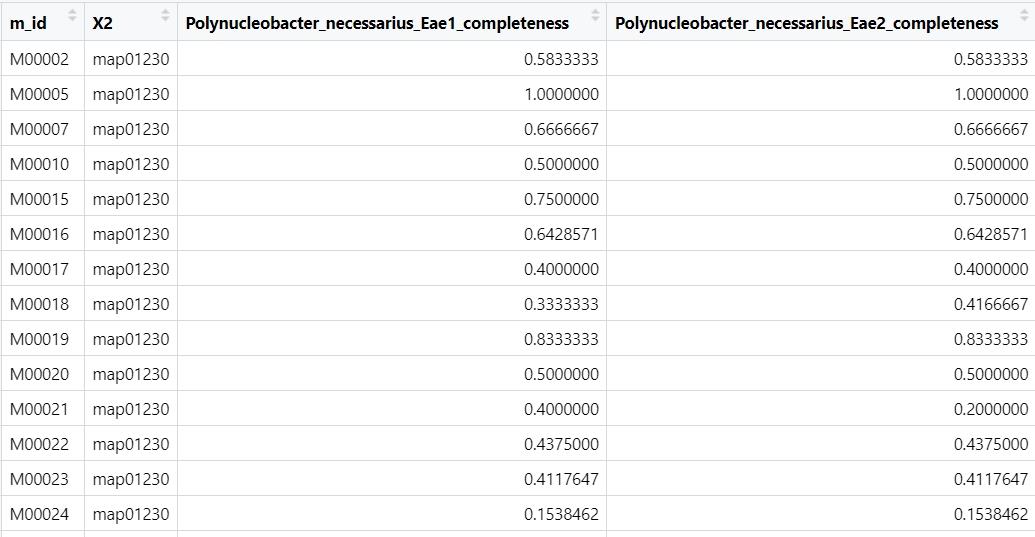 m_id X2 Polynucleobacter_necessarius_Eae1_completeness Polynucleobacter_necessarius_Eae2_completeness
M00002 map01230 0.5833333 0.5833333
M00005 map01230 1.0000000 1.0000000
M00007 map01230 0.6666667 0.6666667
M00010 map01230 0.5000000 0.5000000
M00015 map01230 0.7500000 0.7500000
M00016 map01230 0.6428571 0.6428571
M00017 map01230 0.4000000 0.4000000
M00018 map01230 0.3333333 0.4166667
M00019 map01230 0.8333333 0.8333333
M00020 map01230 0.5000000 0.5000000
M00021 map01230 0.4000000 0.2000000
M00022 map01230 0.4375000 0.4375000
M00023 map01230 0.4117647 0.4117647
M00024 map01230 0.1538462 0.1538462